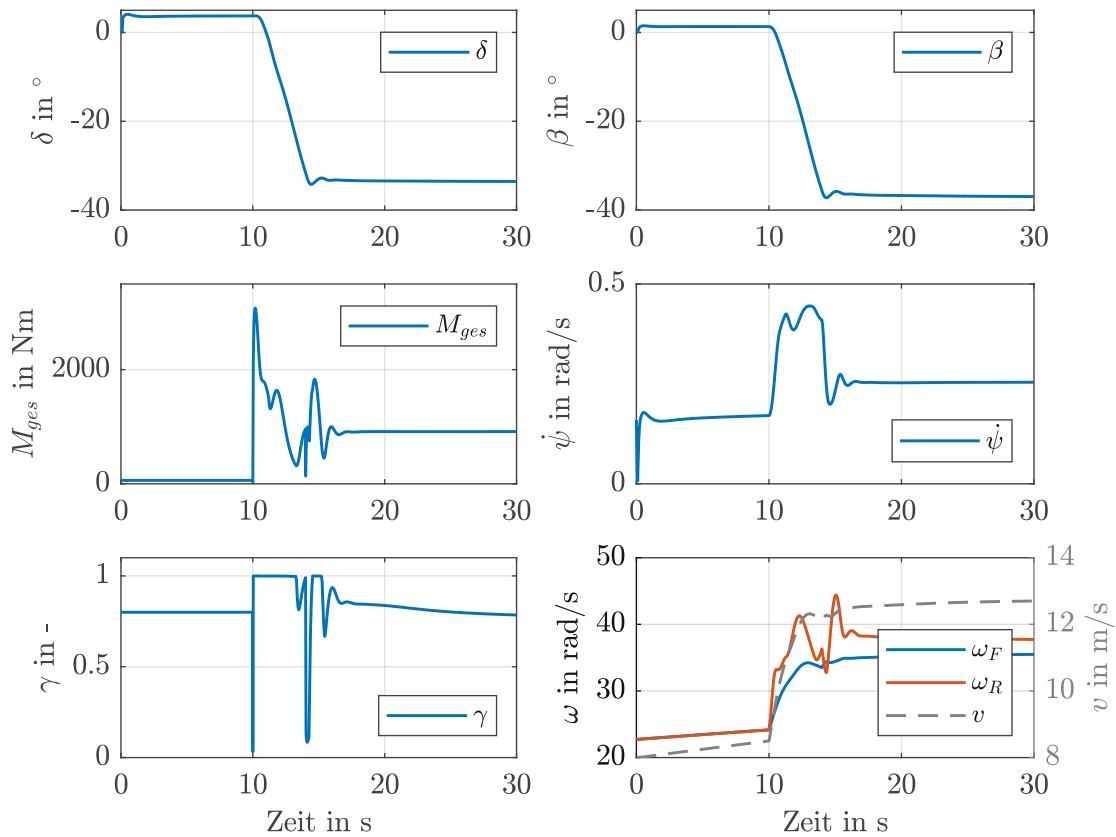 0
-20
-40
0 10 20 30
δ in °
δ
0
-20
-40
0 10 20 30
β in °
β
2000
0
0 10 20 30
M_ges in Nm
M_ges
0.5
0
0 10 20 30
ψ̇ in rad/s
ψ̇
1
0.5
0
0 10 20 30
γ in -
γ
Zeit in s
50
40
30
20
0 10 20 30
14
12
10
8
ω in rad/s
v in m/s
ω_F
ω_R
v
Zeit in s